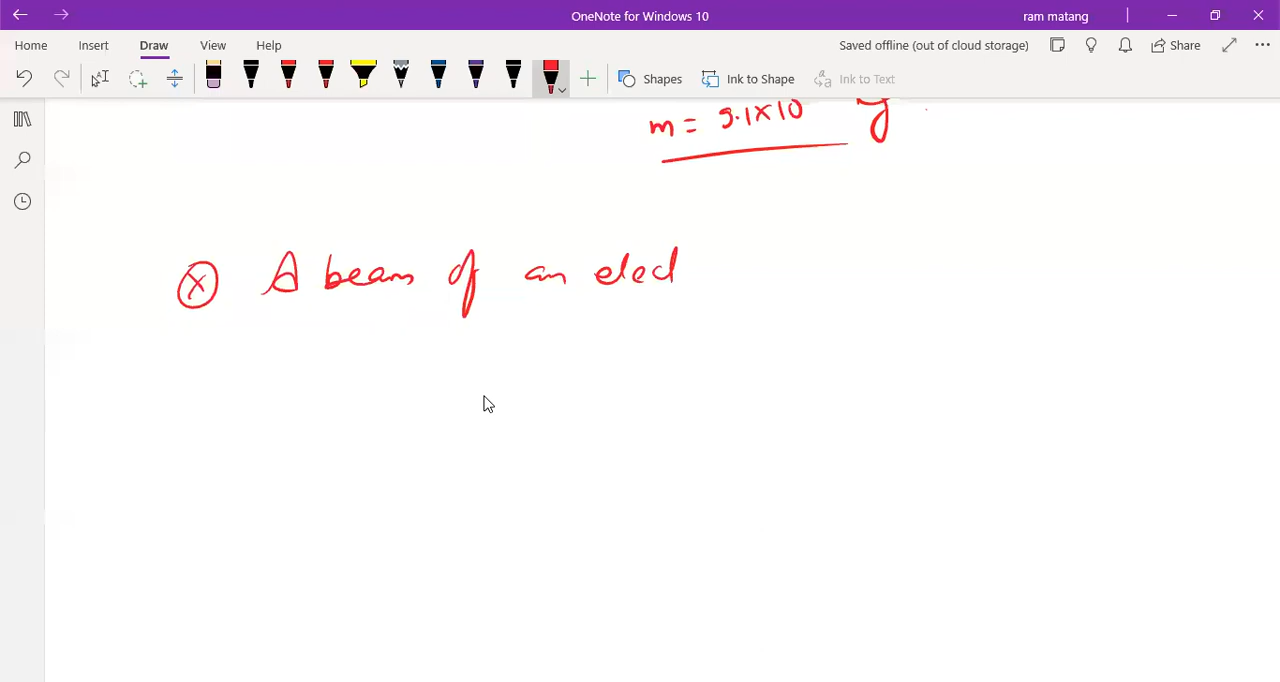 OneNote for Windows 10
ram matang
Home Insert Draw View Help
Saved offline (out of cloud storage)
Share
Shapes
Ink to Shape
Ink to Text
m = 9.1×10
A beam of an elec